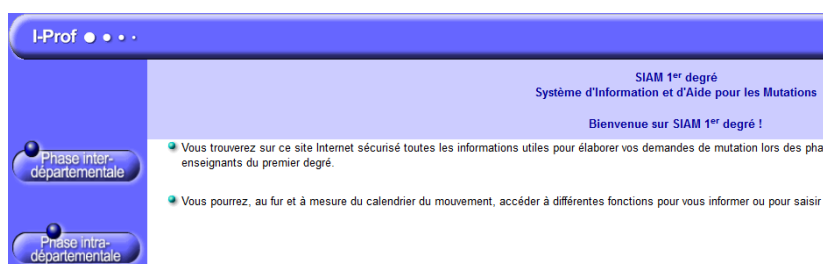 I-Prof
SIAM 1er degré
Système d'Information et d'Aide pour les Mutations
Bienvenue sur SIAM 1er degré !
Phase inter-
départementale
Vous trouverez sur ce site Internet sécurisé toutes les informations utiles pour élaborer vos demandes de mutation lors des pha
enseignants du premier degré.
Vous pourrez, au fur et à mesure du calendrier du mouvement, accéder à différentes fonctions pour vous informer ou pour saisir
Phase intra-
départementale